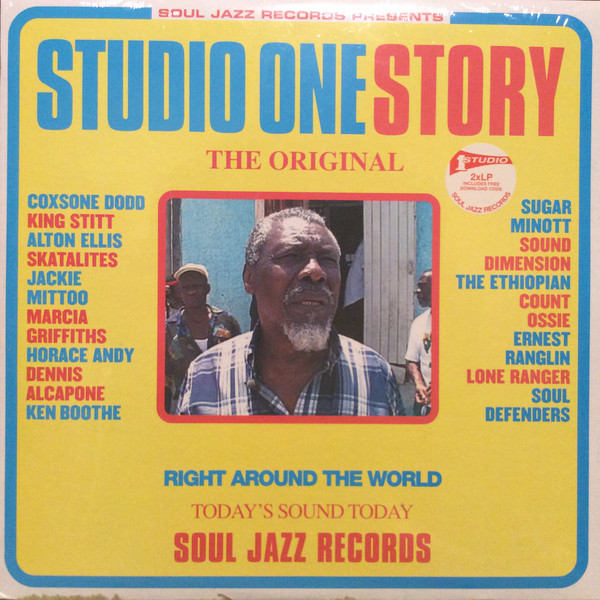 SOUL JAZZ RECORDS PRESENTS
STUDIO ONE STORY
THE ORIGINAL
1 STUDIO
2xLP
INCLUDES FREE
DOWNLOAD CODE
SOUL JAZZ RECORDS
COXSONE DODD
KING STITT
ALTON ELLIS
SKATALITES
JACKIE
MITTOO
MARCIA
GRIFFITHS
HORACE ANDY
DENNIS
ALCAPONE
KEN BOOTHE
SUGAR
MINOTT
SOUND
DIMENSION
THE ETHIOPIAN
COUNT
OSSIE
ERNEST
RANGLIN
LONE RANGER
SOUL
DEFENDERS
RIGHT AROUND THE WORLD
TODAY'S SOUND TODAY
SOUL JAZZ RECORDS